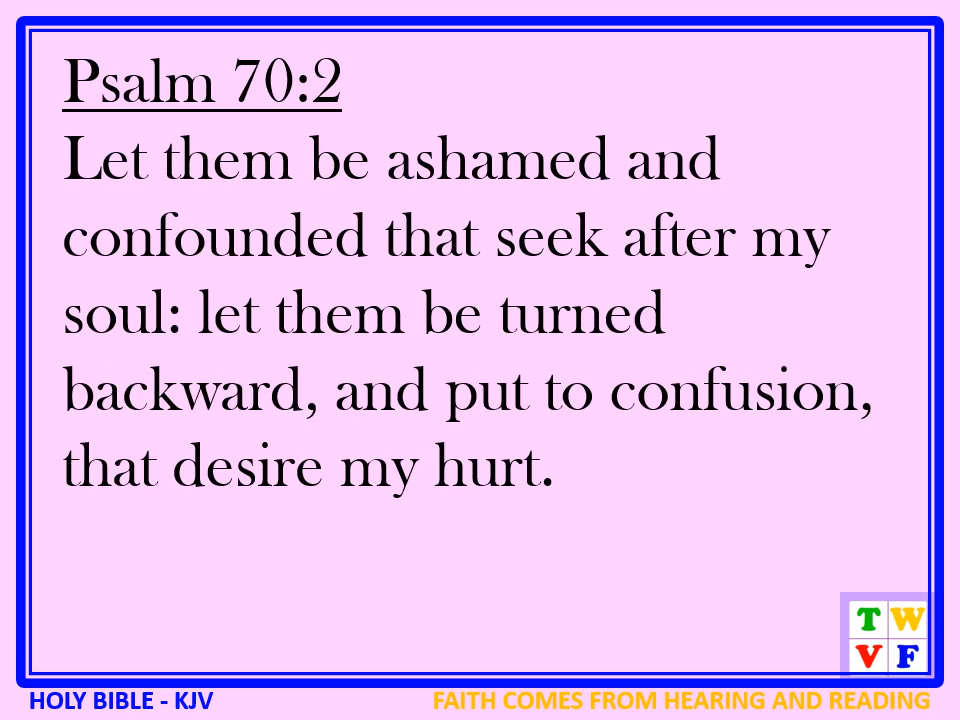 Psalm 70:2
Let them be ashamed and
confounded that seek after my
soul: let them be turned
backward, and put to confusion,
that desire my hurt.
T W
V F
HOLY BIBLE - KJV
FAITH COMES FROM HEARING AND READING